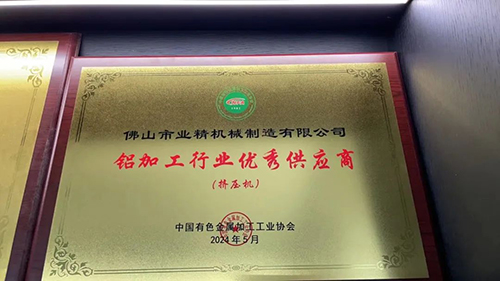 佛山市业精机械制造有限公司
铝加工行业优秀供应商
(挤压机)
中国有色金属加工工业协会
2024年5月